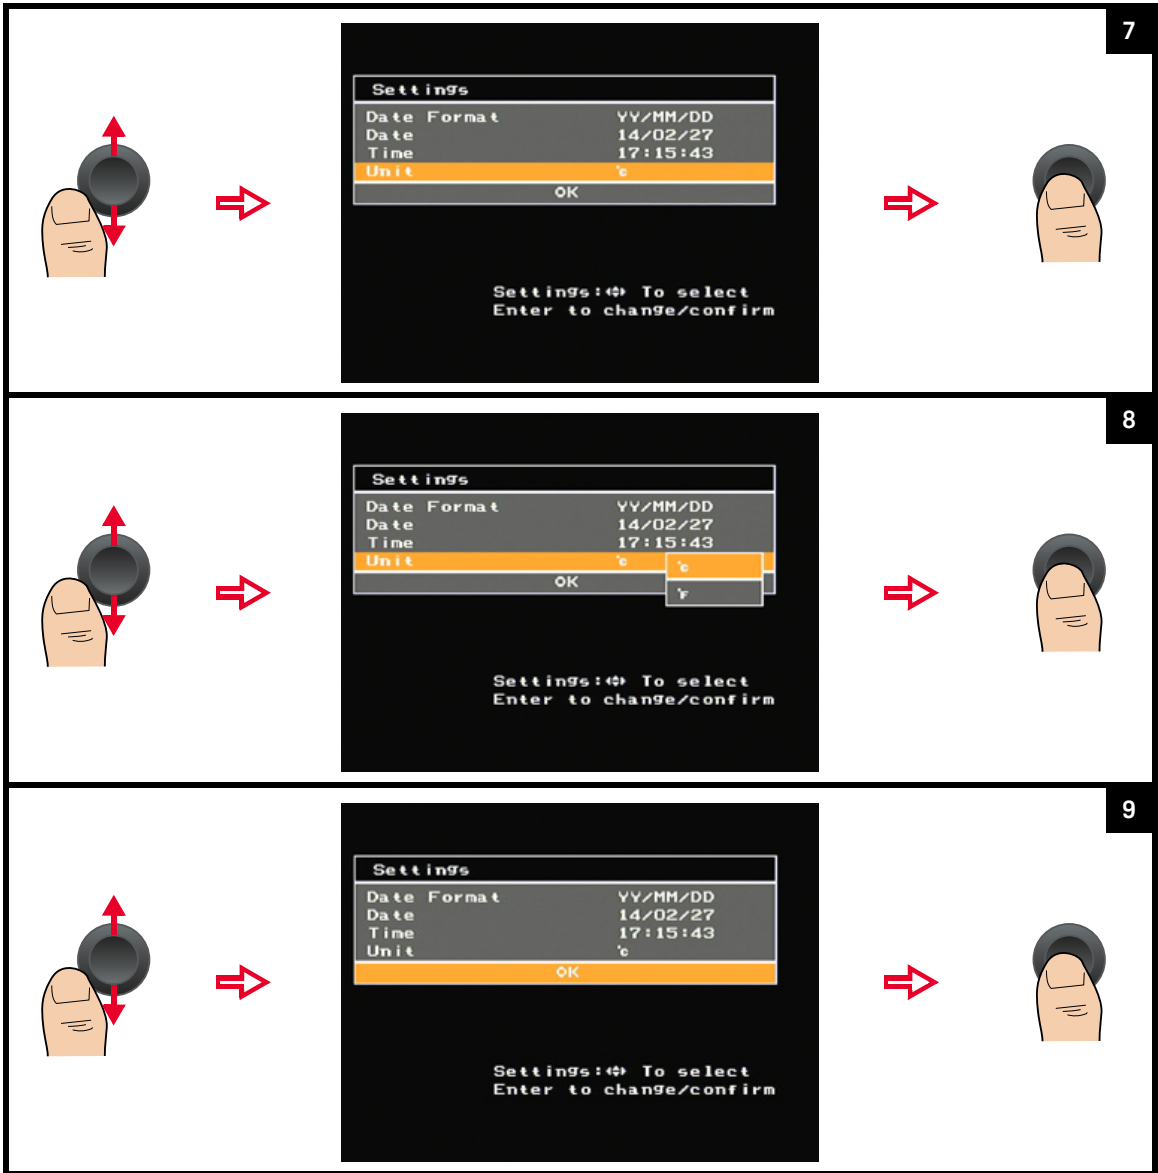 7
Settings
Date Format YY/MM/DD
Date 14/02/27
Time 17:15:43
Unit °C
OK
Settings: To select
Enter to change/confirm
8
Settings
Date Format YY/MM/DD
Date 14/02/27
Time 17:15:43
Unit °C °C
OK °F
Settings: To select
Enter to change/confirm
9
Settings
Date Format YY/MM/DD
Date 14/02/27
Time 17:15:43
Unit °C
OK
Settings: To select
Enter to change/confirm